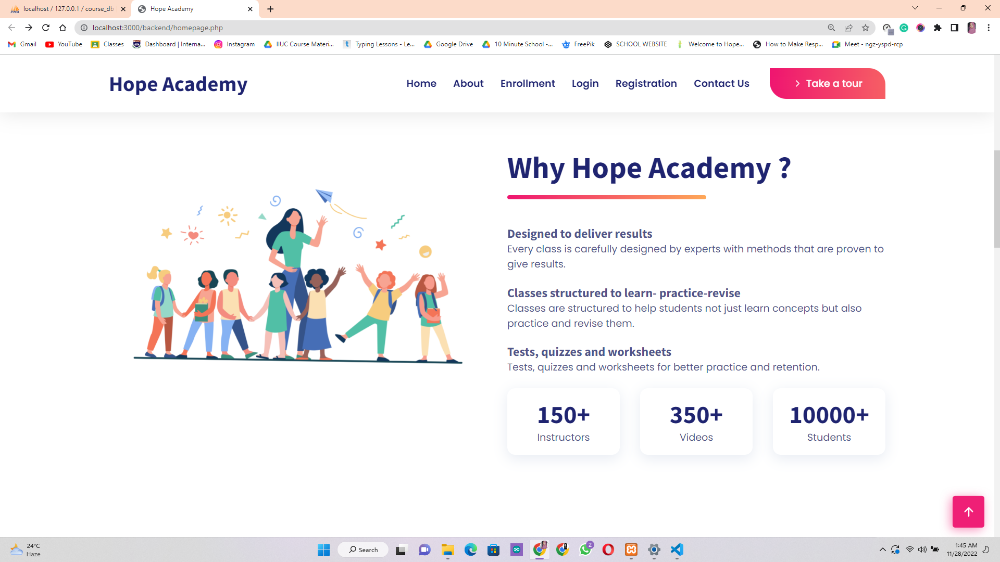 localhost / 127.0.0.1 / course_db
Hope Academy
localhost:3000/backend/homepage.php
Gmail
YouTube
Classes
Dashboard | Interna...
Instagram
IIUC Course Materi...
Typing Lessons - Le...
Google Drive
10 Minute School -...
FreePik
SCHOOL WEBSITE
Welcome to Hope...
How to Make Resp...
Meet - ngz-yspd-rcp
Hope Academy
Home
About
Enrollment
Login
Registration
Contact Us
Take a tour
Why Hope Academy ?
Designed to deliver results
Every class is carefully designed by experts with methods that are proven to
give results.
Classes structured to learn- practice-revise
Classes are structured to help students not just learn concepts but also
practice and revise them.
Tests, quizzes and worksheets
Tests, quizzes and worksheets for better practice and retention.
150+
Instructors
350+
Videos
10000+
Students
24°C
Haze
Search
2
1:45 AM
11/28/2022